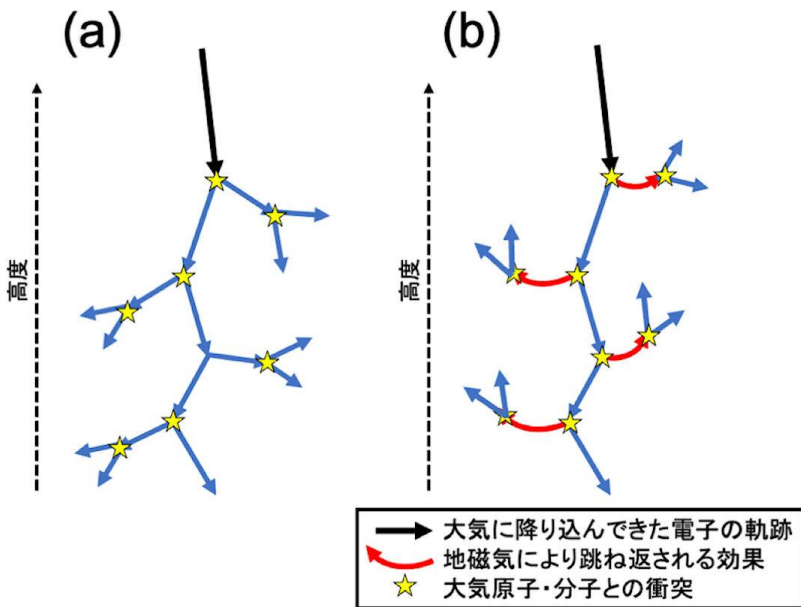 (a)
(b)
高度
高度
大気に降り込んできた電子の軌跡
地磁気により跳ね返される効果
大気原子・分子との衝突